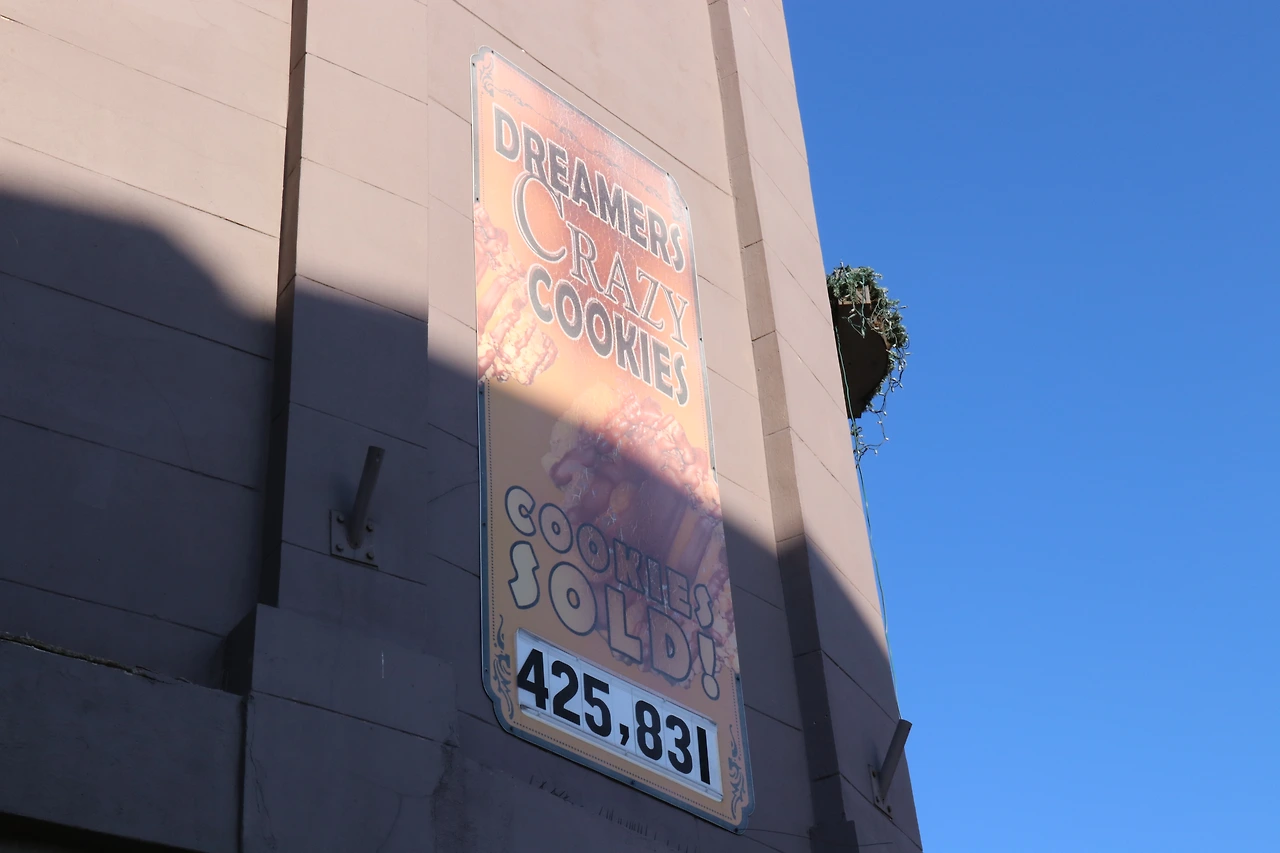 DREAMERS
CRAZY
COOKIES
COOKIES
SOLD!
425,831